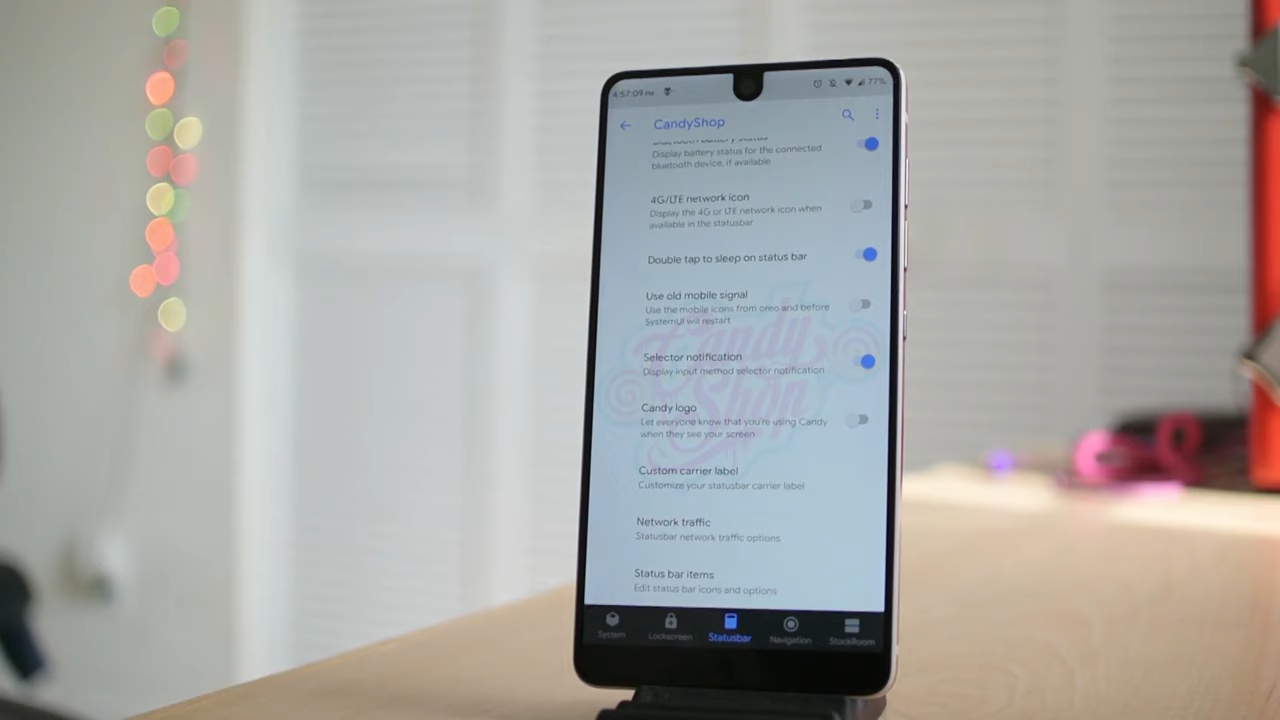 4:57:09 PM
77%
CandyShop
Bluetooth battery status
Display battery status for the connected
bluetooth device, if available
4G/LTE network icon
Display the 4G or LTE network icon when
available in the statusbar
Double tap to sleep on status bar
Use old mobile signal
Use the mobile icons from oreo and before
SystemUI will restart
Selector notification
Display input method selector notification
Candy logo
Let everyone know that you're using Candy
when they see your screen
Custom carrier label
Customize your statusbar carrier label
Network traffic
Statusbar network traffic options
Status bar items
Edit status bar icons and options
Candy
Shop
System
Lockscreen
Statusbar
Navigation
StockRoom